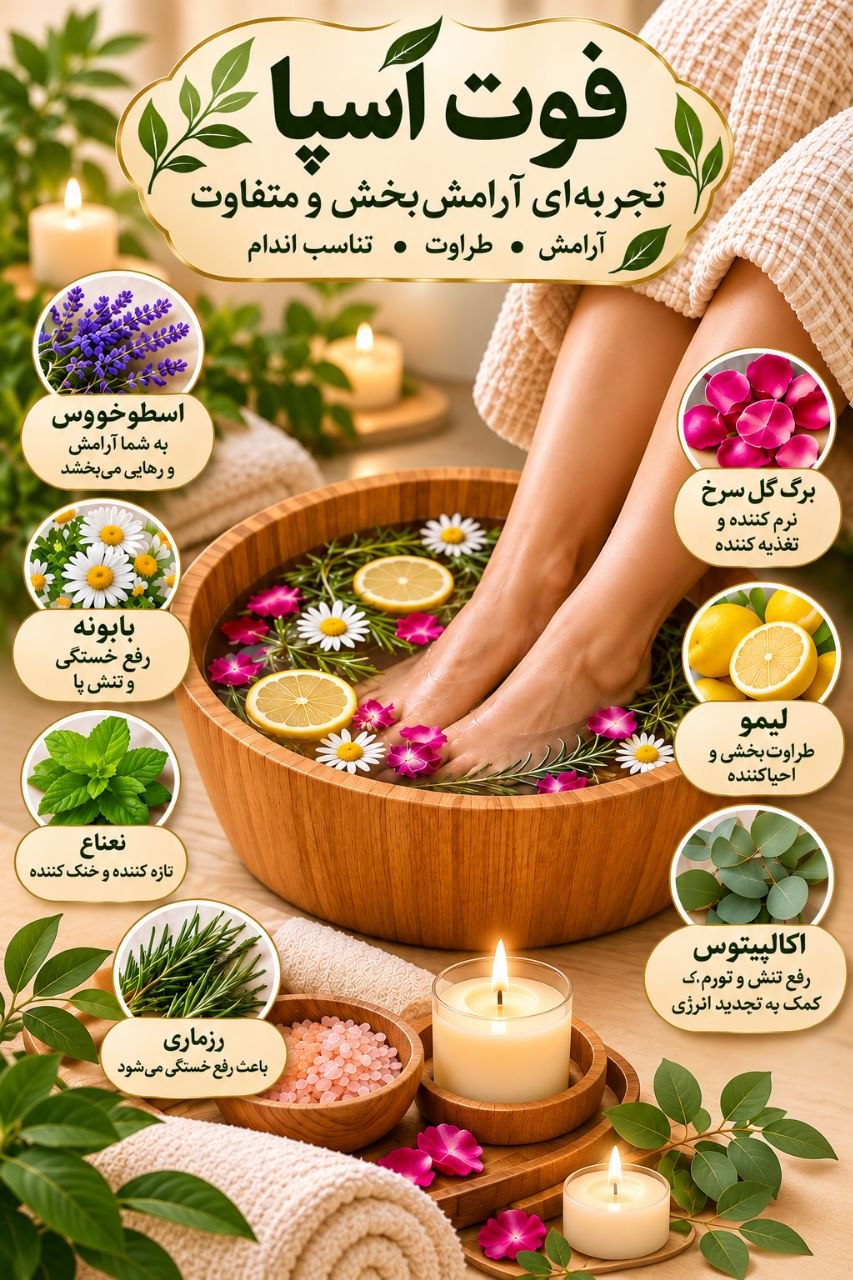 فوت اسپا
تجربه‌ای آرامش‌بخش و متفاوت
آرامش • طراوت • تناسب اندام
برگ گل سرخ
نرم کننده و
تغذیه کننده
لیمو
طراوت‌بخشی و
احیاکننده
اکالیپتوس
رفع تنش و تورم.ک
کمک به تجدید انرژی
اسطوخووس
به شما آرامش
و رهایی می‌بخشد
بابونه
رفع خستگی
و تنش پا
نعناع
تازه کننده و خنک کننده
رزماری
باعث رفع خستگی می‌شود